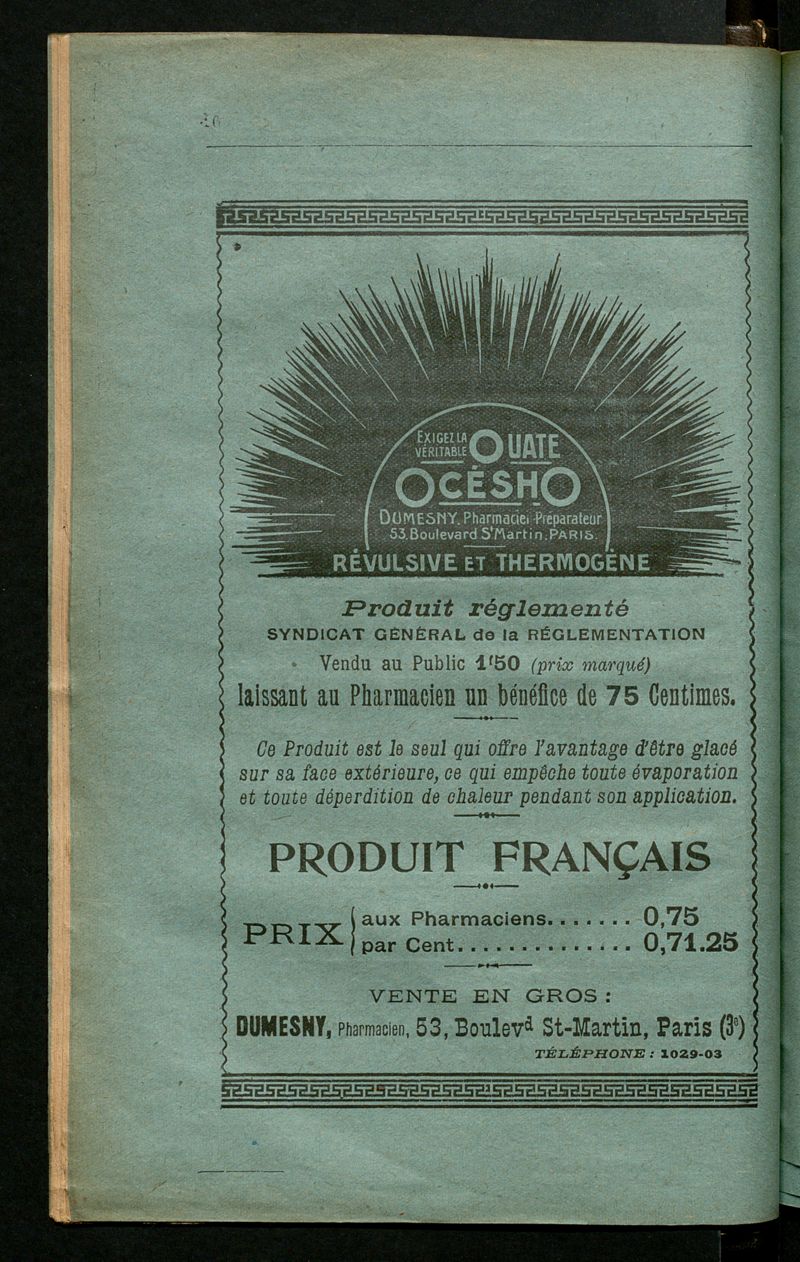 EXIGEZ LA
VÉRITABLE OUATE
OCÉSHO
DUMESNY, Pharmacien Préparateur
53, Boulevard St Martin, PARIS.
RÉVULSIVE ET THERMOGÈNE
Produit réglementé
SYNDICAT GÉNÉRAL de la RÉGLEMENTATION
Vendu au Public 1f50 (prix marqué)
laissant au Pharmacien un bénéfice de 75 Centimes.
Ce Produit est le seul qui offre l'avantage d'être glacé
sur sa face extérieure, ce qui empêche toute évaporation
et toute déperdition de chaleur pendant son application.
PRODUIT FRANÇAIS
PRIX
aux Pharmaciens....... 0,75
par Cent.............. 0,71.25
VENTE EN GROS :
DUMESNY, Pharmacien, 53, Boulevd St-Martin, Paris (3e)
TÉLÉPHONE : 1029-03